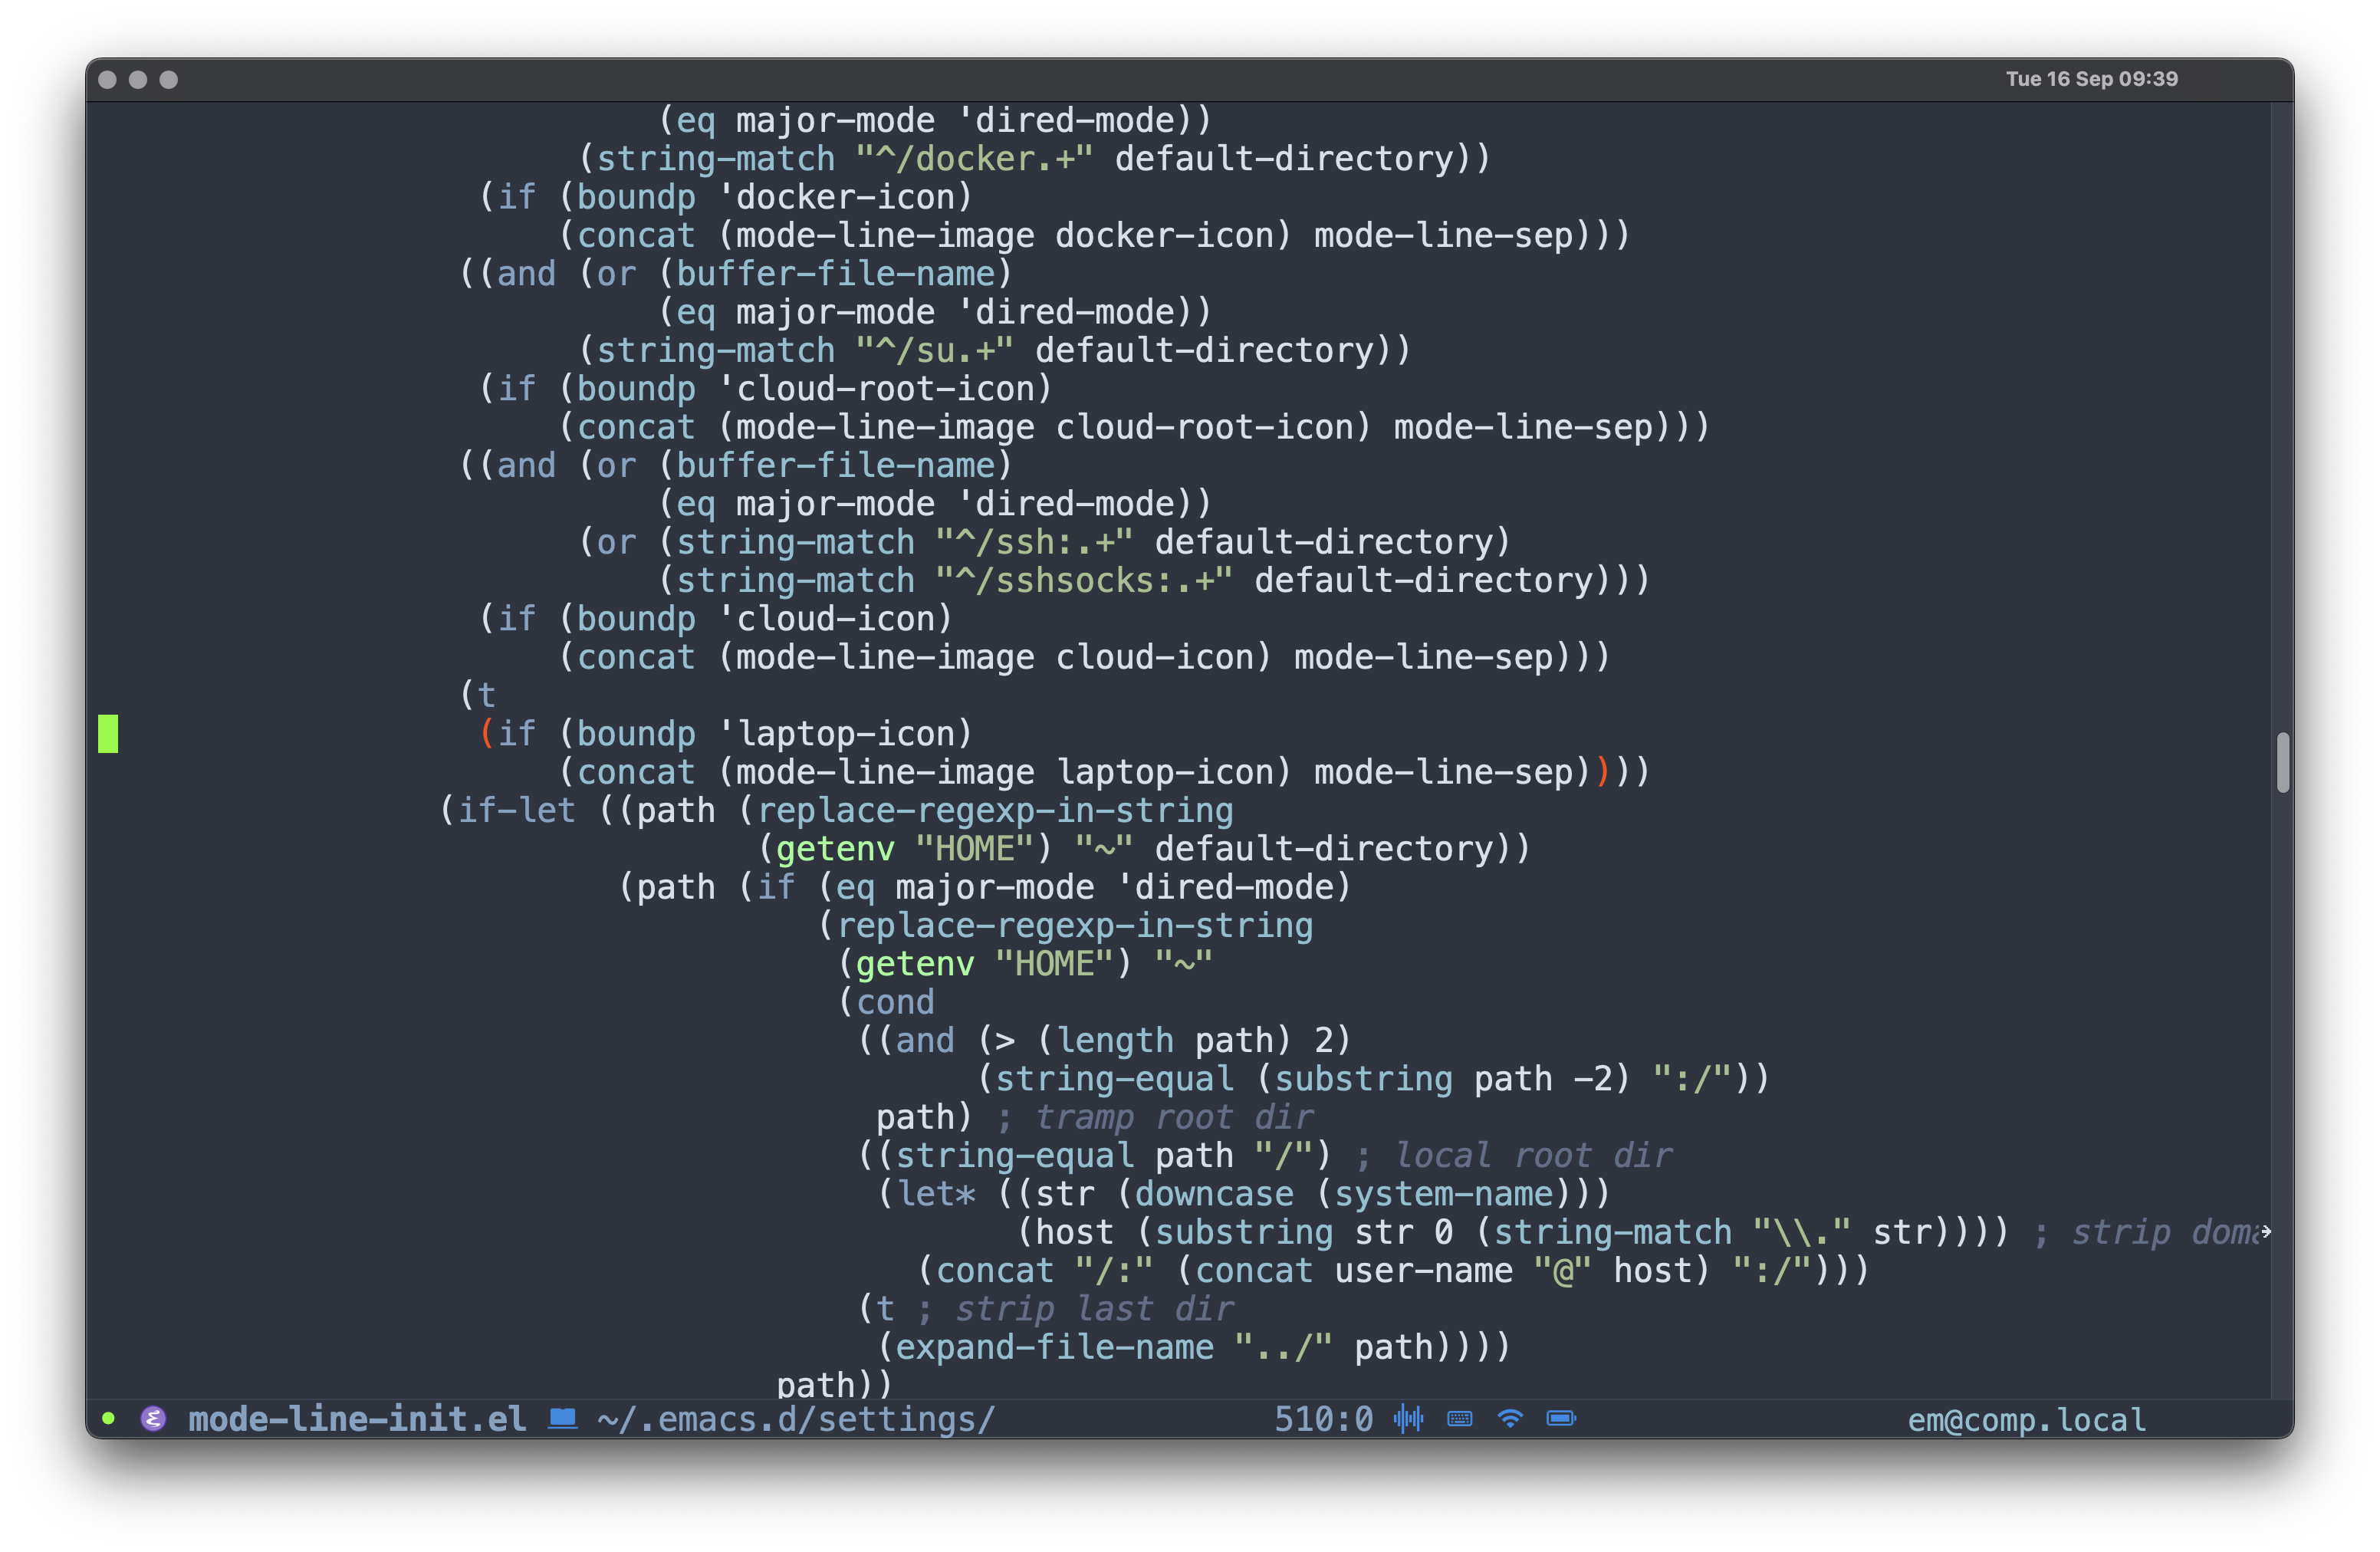 Tue 16 Sep 09:39
(eq major-mode 'dired-mode))
(string-match "^/docker.+" default-directory))
(if (boundp 'docker-icon)
(concat (mode-line-image docker-icon) mode-line-sep)))
((and (or (buffer-file-name)
(eq major-mode 'dired-mode))
(string-match "^/su.+" default-directory))
(if (boundp 'cloud-root-icon)
(concat (mode-line-image cloud-root-icon) mode-line-sep)))
((and (or (buffer-file-name)
(eq major-mode 'dired-mode))
(or (string-match "^/ssh:.+" default-directory)
(string-match "^/sshsocks:.+" default-directory)))
(if (boundp 'cloud-icon)
(concat (mode-line-image cloud-icon) mode-line-sep)))
(t
(if (boundp 'laptop-icon)
(concat (mode-line-image laptop-icon) mode-line-sep))))
(if-let ((path (replace-regexp-in-string
(getenv "HOME") "~" default-directory))
(path (if (eq major-mode 'dired-mode)
(replace-regexp-in-string
(getenv "HOME") "~"
(cond
((and (> (length path) 2)
(string-equal (substring path -2) ":/"))
path) ; tramp root dir
((string-equal path "/") ; local root dir
(let* ((str (downcase (system-name)))
(host (substring str 0 (string-match "\\." str)))) ; strip doma
(concat "/:" (concat user-name "@" host) ":/")))
(t ; strip last dir
(expand-file-name "../" path))))
path))
mode-line-init.el ~/.emacs.d/settings/ 510:0 em@comp.local